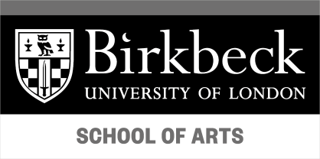 Birkbeck
UNIVERSITY OF LONDON
SCHOOL OF ARTS